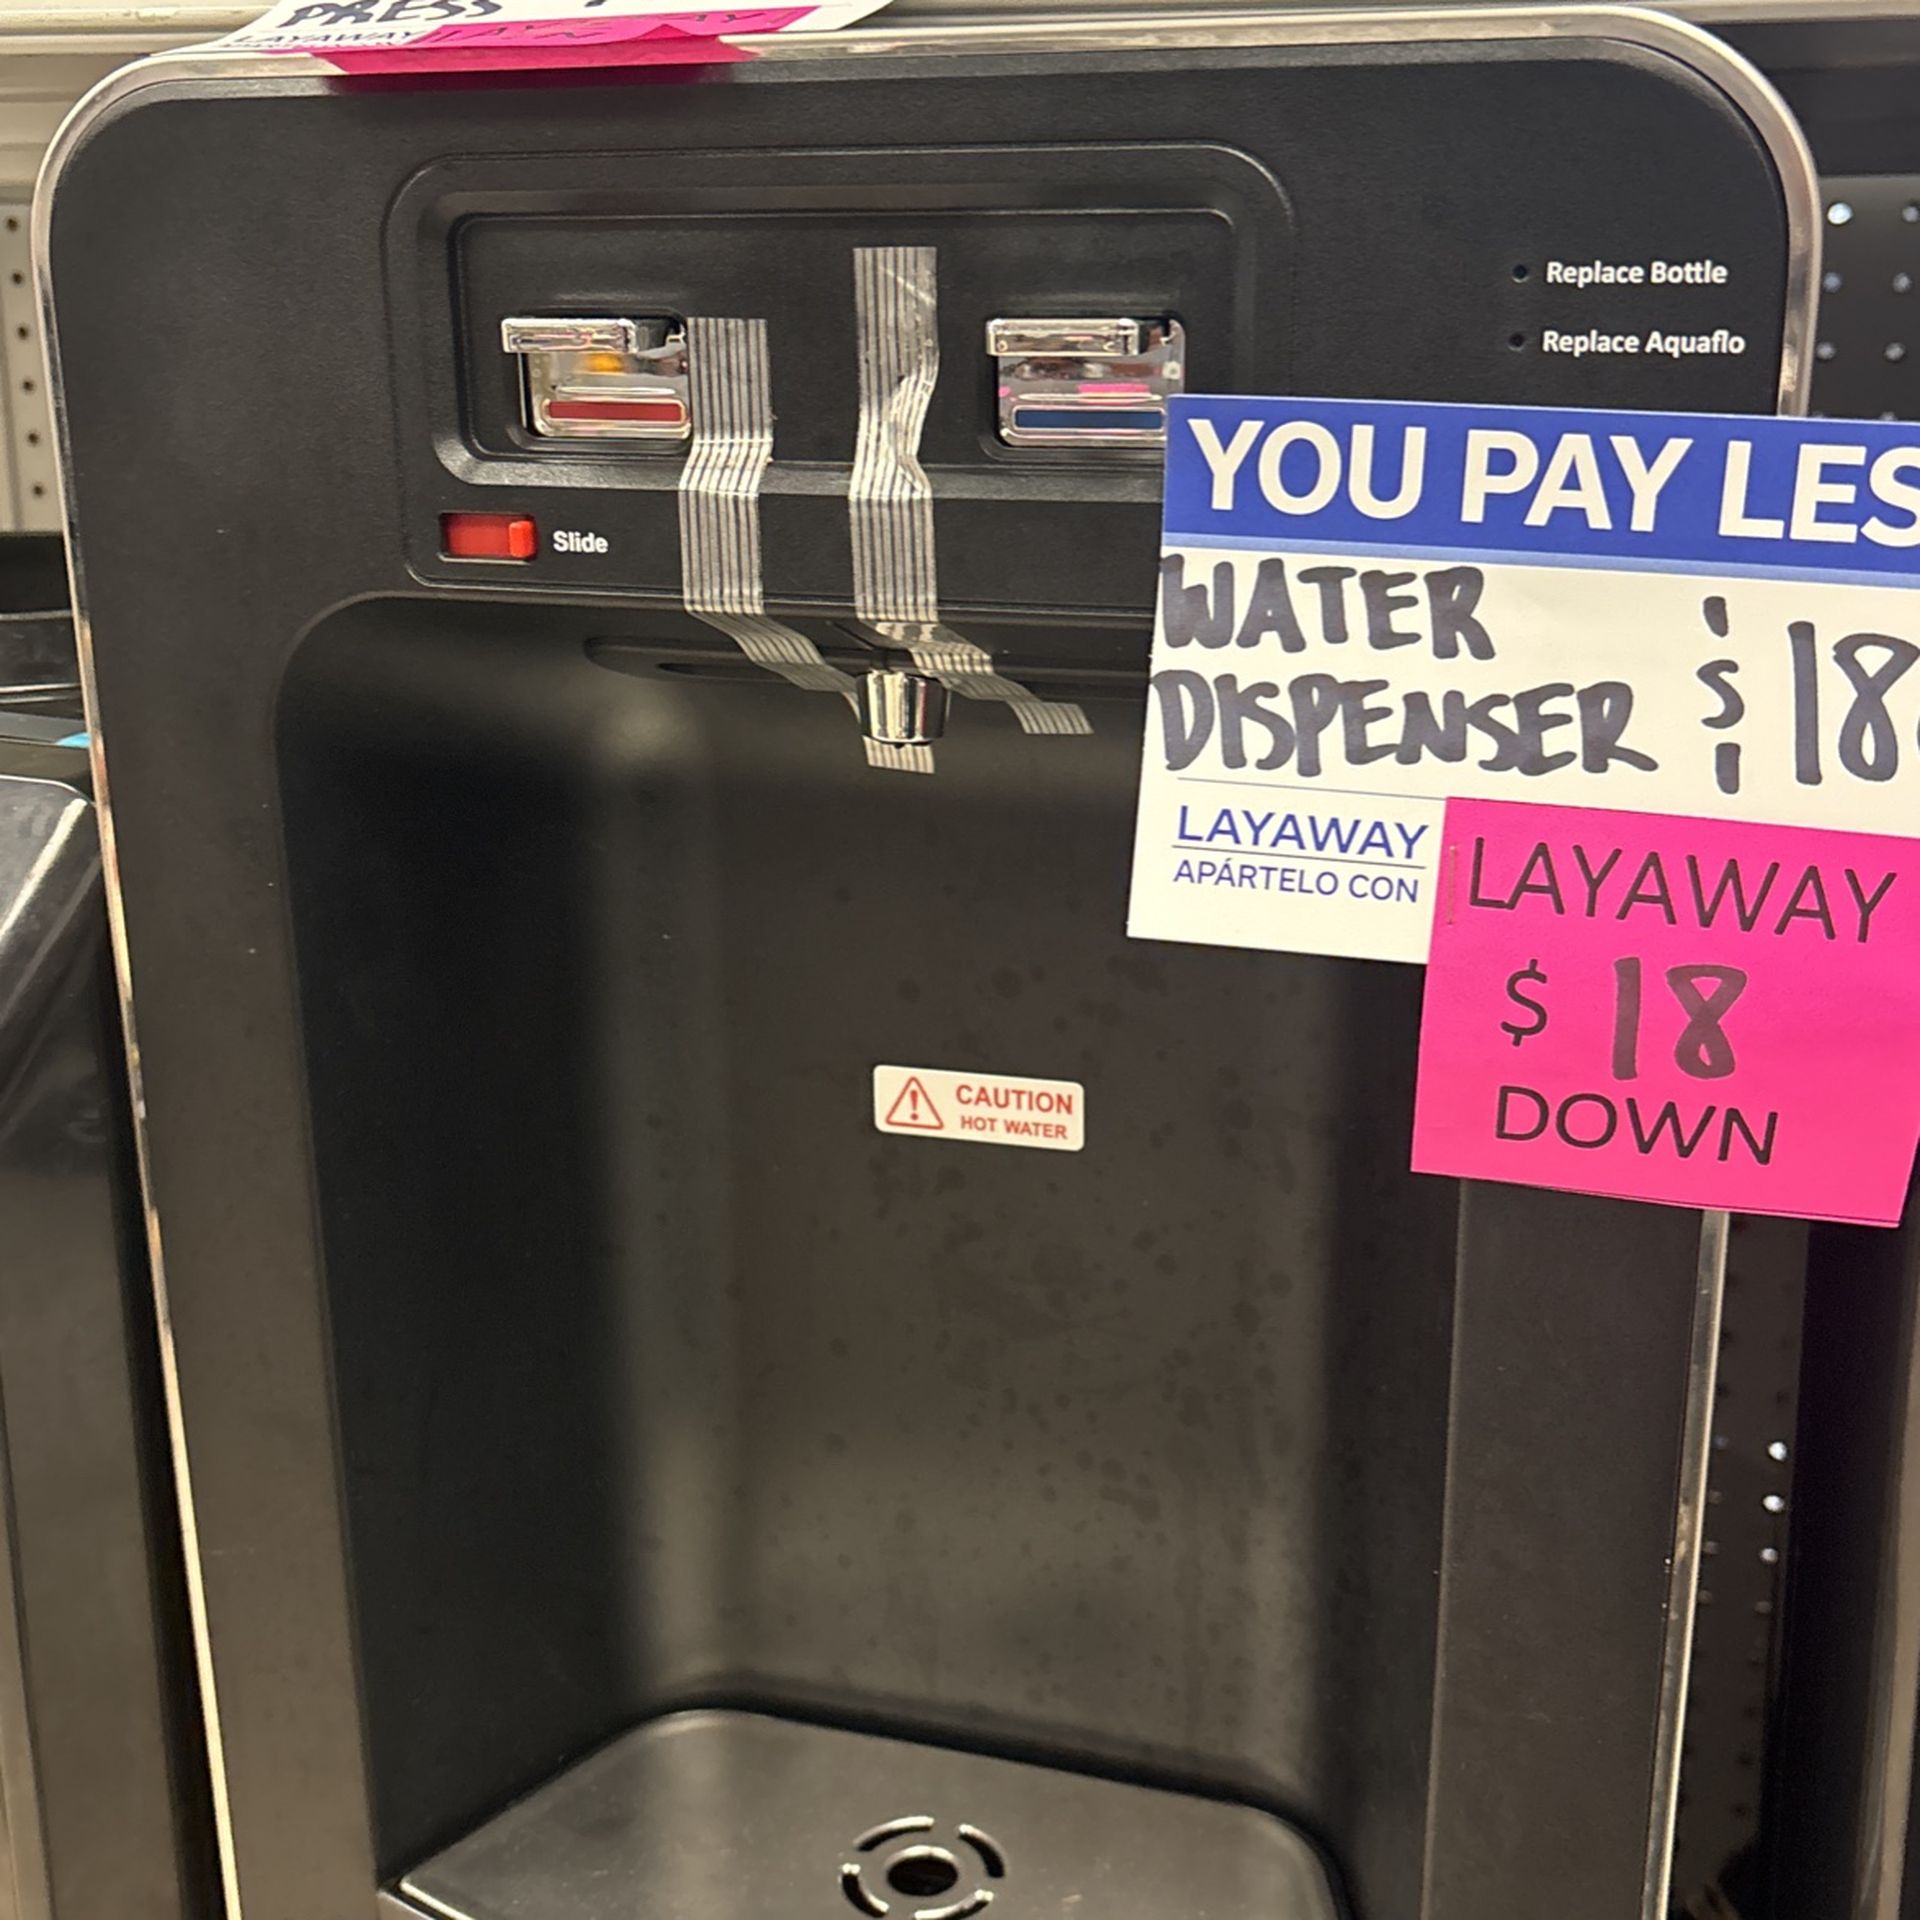 PRESS
LAYAWAY
Replace Bottle
Replace Aquaflo
Slide
YOU PAY LES
WATER
DISPENSER $ 18
LAYAWAY
APÁRTELO CON
LAYAWAY
$ 18
DOWN
CAUTION
HOT WATER